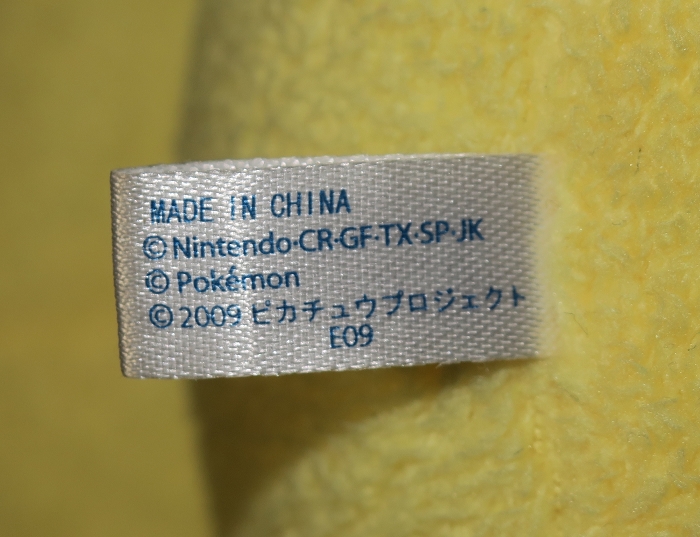 MADE IN CHINA
©Nintendo·CR·GF·TX·SP·JK
©Pokémon
©2009 ピカチュウプロジェクト
E09